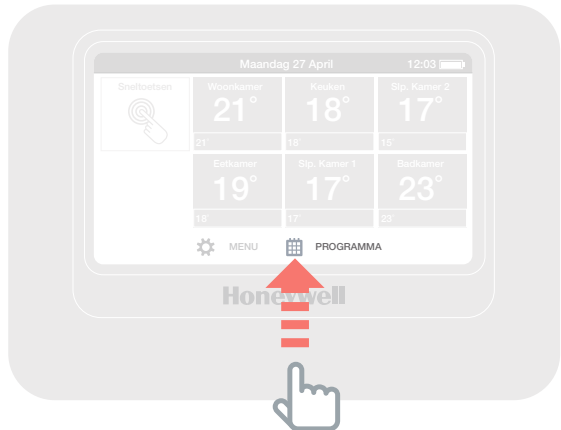 Maandag 27 April 12:03
Sneltoetsen Woonkamer Keuken Slp. Kamer 2
21° 18° 17°
21° 18° 15°
Eetkamer Slp. Kamer 1 Badkamer
19° 17° 23°
18° 17° 23°
MENU PROGRAMMA
Honeywell